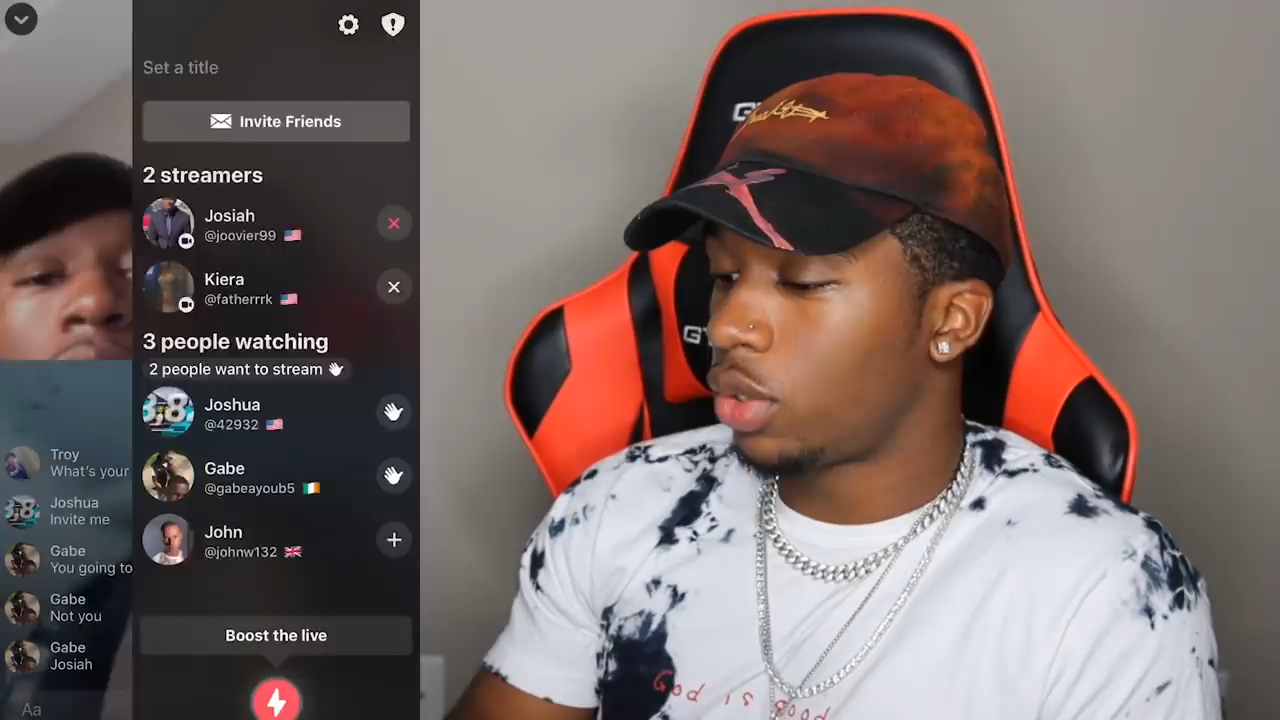 Set a title
Invite Friends
2 streamers
Josiah
@joovier99
Kiera
@fatherrrk
3 people watching
2 people want to stream
Joshua
@42932
Gabe
@gabeayoub5
John
@johnw132
Boost the live
Troy
What's your
Joshua
Invite me
Gabe
You going to
Gabe
Not you
Gabe
Josiah
Aa
God is good